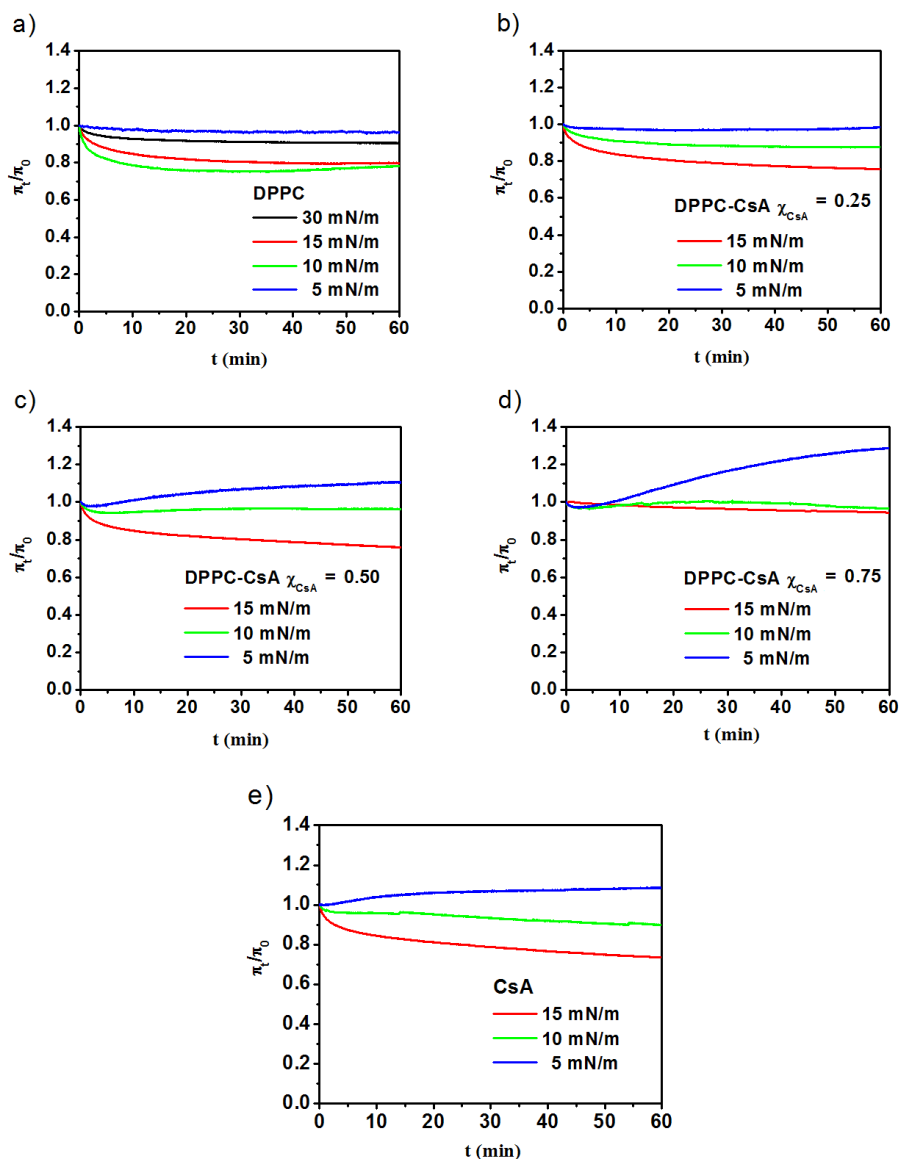 a)
1.4
1.2
1.0
0.8
0.6
0.4
0.2
0.0
πt/π0
DPPC
30 mN/m
15 mN/m
10 mN/m
5 mN/m
0 10 20 30 40 50 60
t (min)
b)
1.4
1.2
1.0
0.8
0.6
0.4
0.2
0.0
πt/π0
DPPC-CsA χCsA = 0.25
15 mN/m
10 mN/m
5 mN/m
0 10 20 30 40 50 60
t (min)
c)
1.4
1.2
1.0
0.8
0.6
0.4
0.2
0.0
πt/π0
DPPC-CsA χCsA = 0.50
15 mN/m
10 mN/m
5 mN/m
0 10 20 30 40 50 60
t (min)
d)
1.4
1.2
1.0
0.8
0.6
0.4
0.2
0.0
πt/π0
DPPC-CsA χCsA = 0.75
15 mN/m
10 mN/m
5 mN/m
0 10 20 30 40 50 60
t (min)
e)
1.4
1.2
1.0
0.8
0.6
0.4
0.2
0.0
πt/π0
CsA
15 mN/m
10 mN/m
5 mN/m
0 10 20 30 40 50 60
t (min)